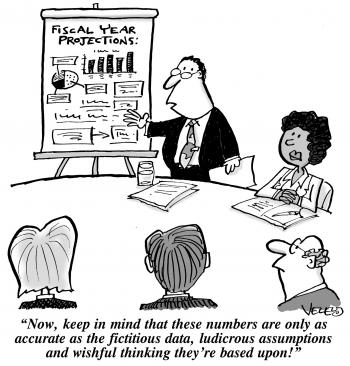 FISCAL YEAR
PROJECTIONS:
VELEZ
“Now, keep in mind that these numbers are only as
accurate as the fictitious data, ludicrous assumptions
and wishful thinking they’re based upon!”